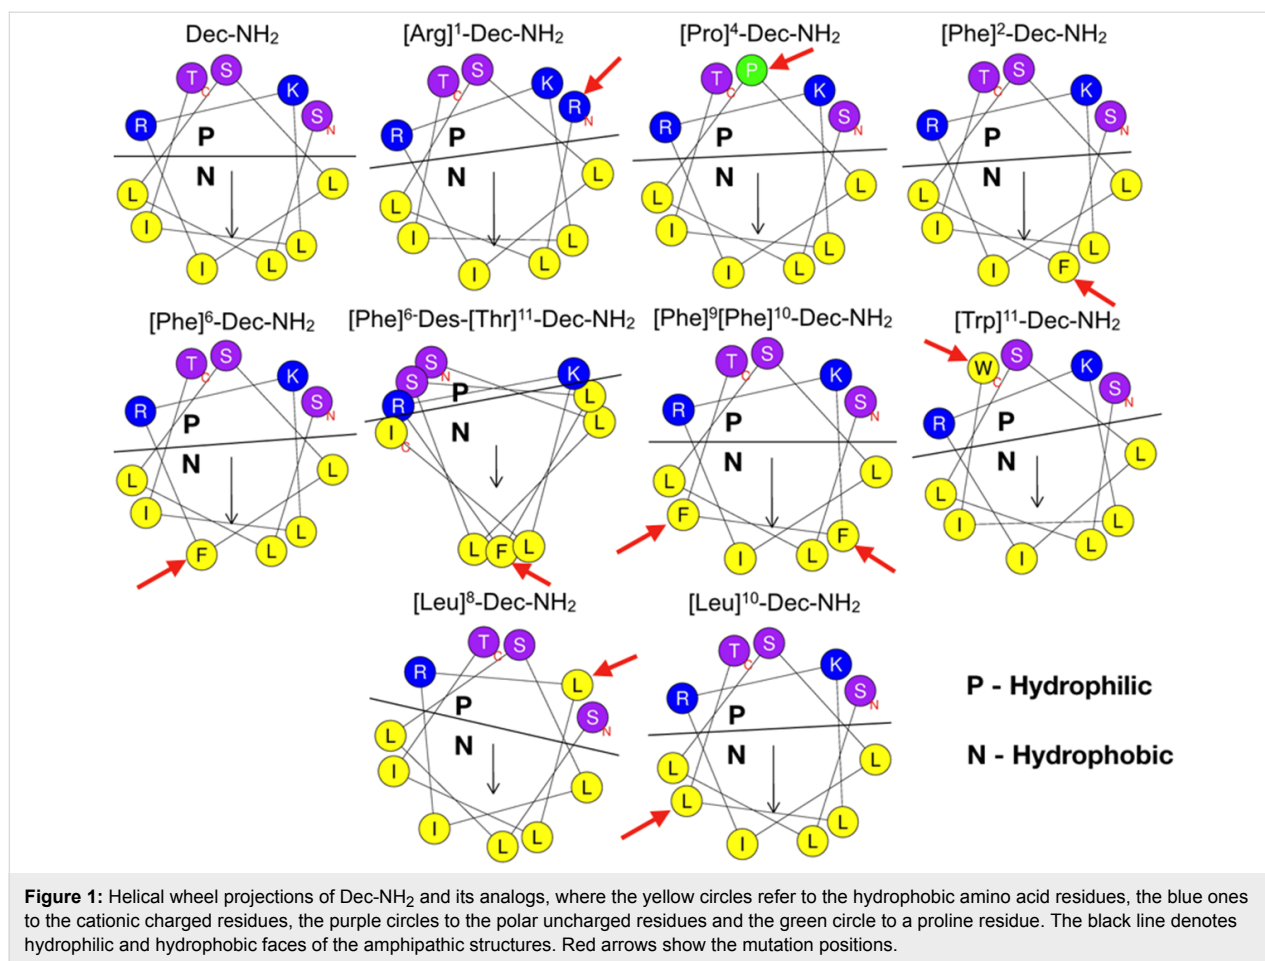 Dec-NH2 [Arg]1-Dec-NH2 [Pro]4-Dec-NH2 [Phe]2-Dec-NH2
T C S K S N R P N L I I L L L
T C S K R N R P N L I I L L L
T C P K S N R P N L I I L L L
T C S K S N R P N L I I F L L
[Phe]6-Dec-NH2 [Phe]6-Des-[Thr]11-Dec-NH2 [Phe]9[Phe]10-Dec-NH2 [Trp]11-Dec-NH2
T C S K S N R P N L I F L L L
S N S R I C P N K L L L F L
T C S K S N R P N L F I L F L
W C S K S N R P N L I I L L L
[Leu]8-Dec-NH2 [Leu]10-Dec-NH2
T C S L S N R P N L I I L L L
T C S K S N R P N L L I L L L
P - Hydrophilic
N - Hydrophobic
Figure 1: Helical wheel projections of Dec-NH2 and its analogs, where the yellow circles refer to the hydrophobic amino acid residues, the blue ones
to the cationic charged residues, the purple circles to the polar uncharged residues and the green circle to a proline residue. The black line denotes
hydrophilic and hydrophobic faces of the amphipathic structures. Red arrows show the mutation positions.